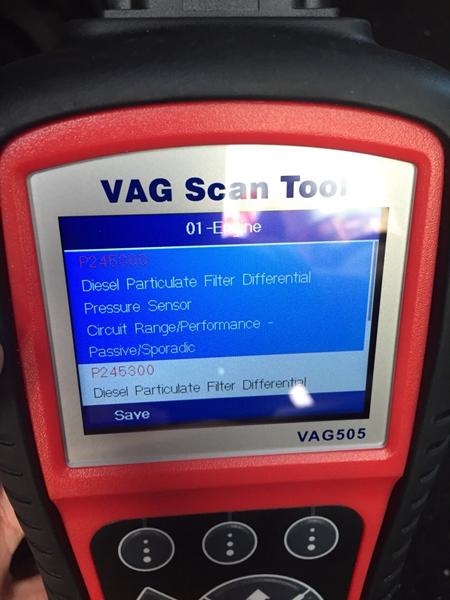 VAG Scan Tool
01-Engine
P245300
Diesel Particulate Filter Differential
Pressure Sensor
Circuit Range/Performance -
Passive/Sporadic
P245300
Diesel Particulate Filter Differential
Save
VAG505